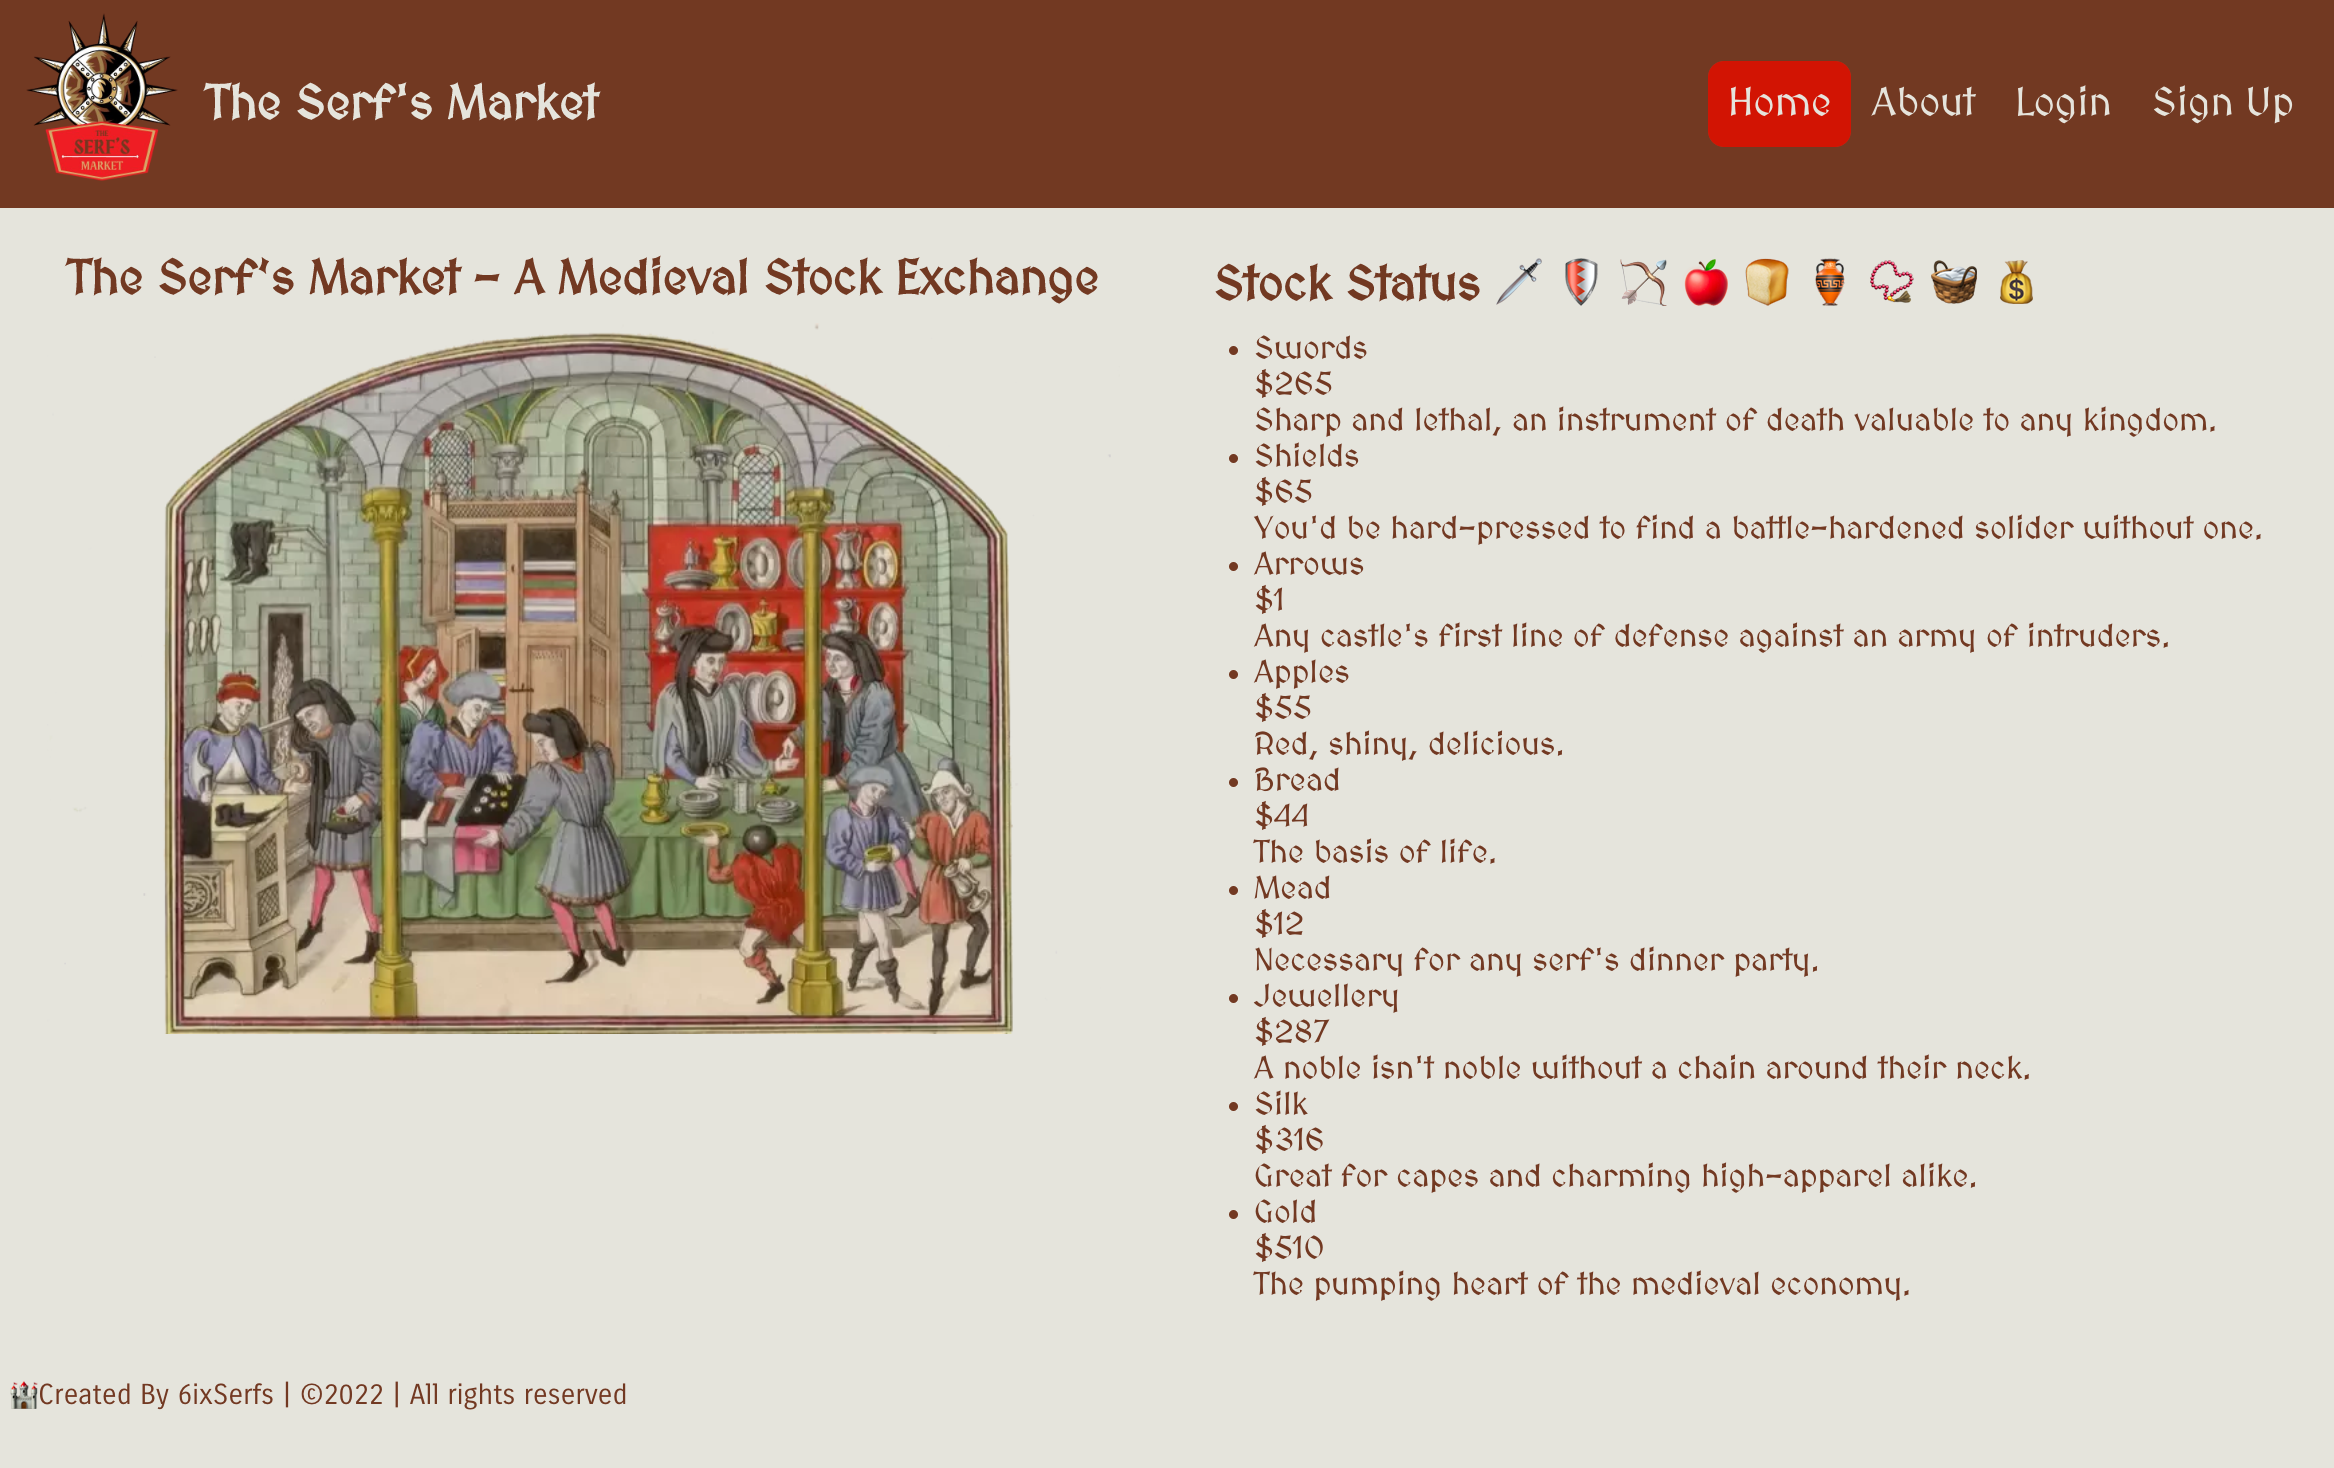 THE
SERF'S
MARKET
The Serf's Market
Home
About
Login
Sign Up
The Serf's Market - A Medieval Stock Exchange
Stock Status
Swords
$265
Sharp and lethal, an instrument of death valuable to any kingdom.
Shields
$65
You'd be hard-pressed to find a battle-hardened solider without one.
Arrows
$1
Any castle's first line of defense against an army of intruders.
Apples
$55
Red, shiny, delicious.
Bread
$44
The basis of life.
Mead
$12
Necessary for any serf's dinner party.
Jewellery
$287
A noble isn't noble without a chain around their neck.
Silk
$316
Great for capes and charming high-apparel alike.
Gold
$510
The pumping heart of the medieval economy.
Created By 6ixSerfs | ©2022 | All rights reserved